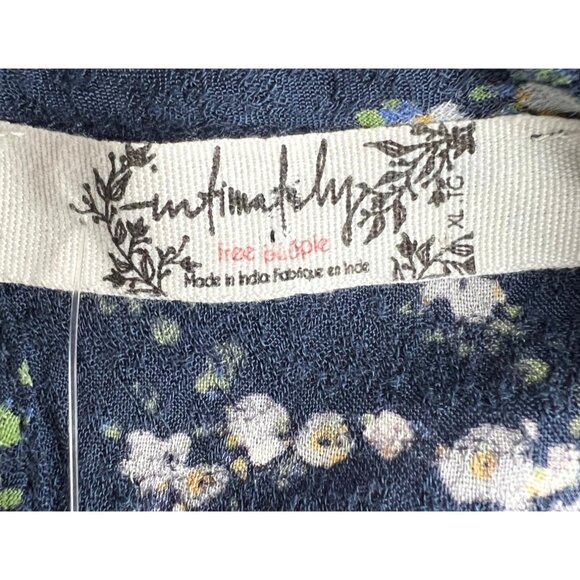 intimately
free people
Made in India. Fabriqué en Inde
XL TG